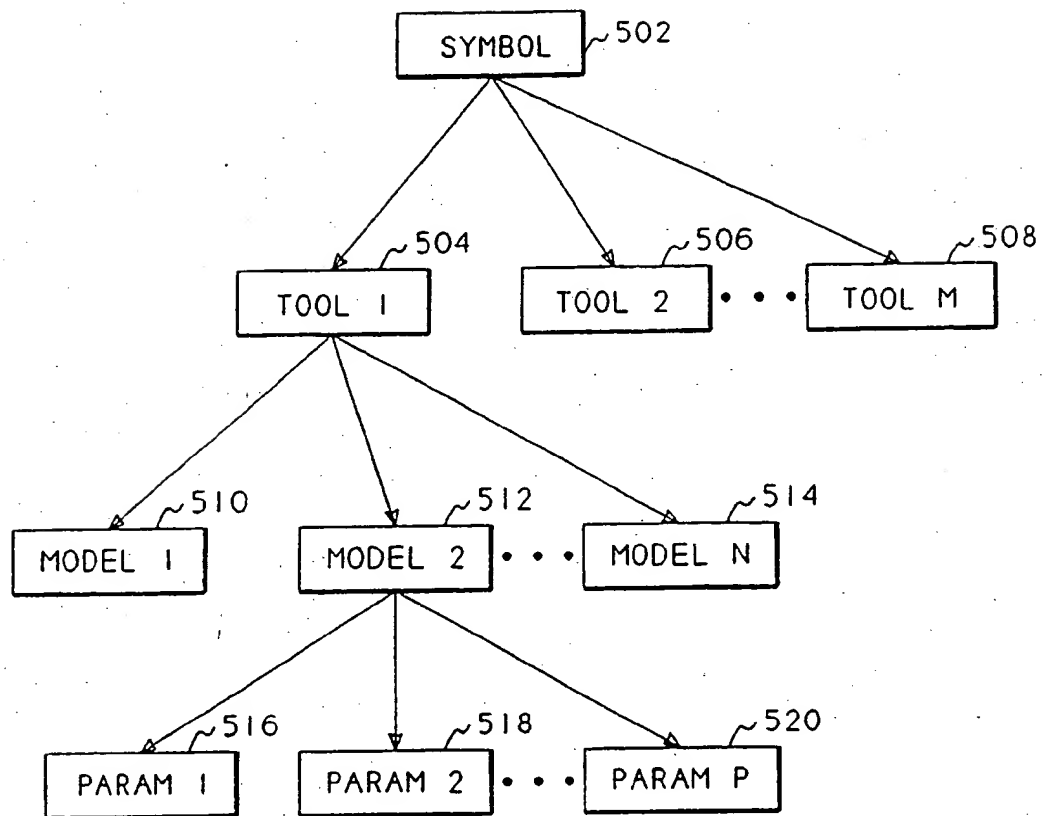 SYMBOL
502
504
506
508
TOOL 1
TOOL 2
TOOL M
510
512
514
MODEL 1
MODEL 2
MODEL N
516
518
520
PARAM 1
PARAM 2
PARAM P